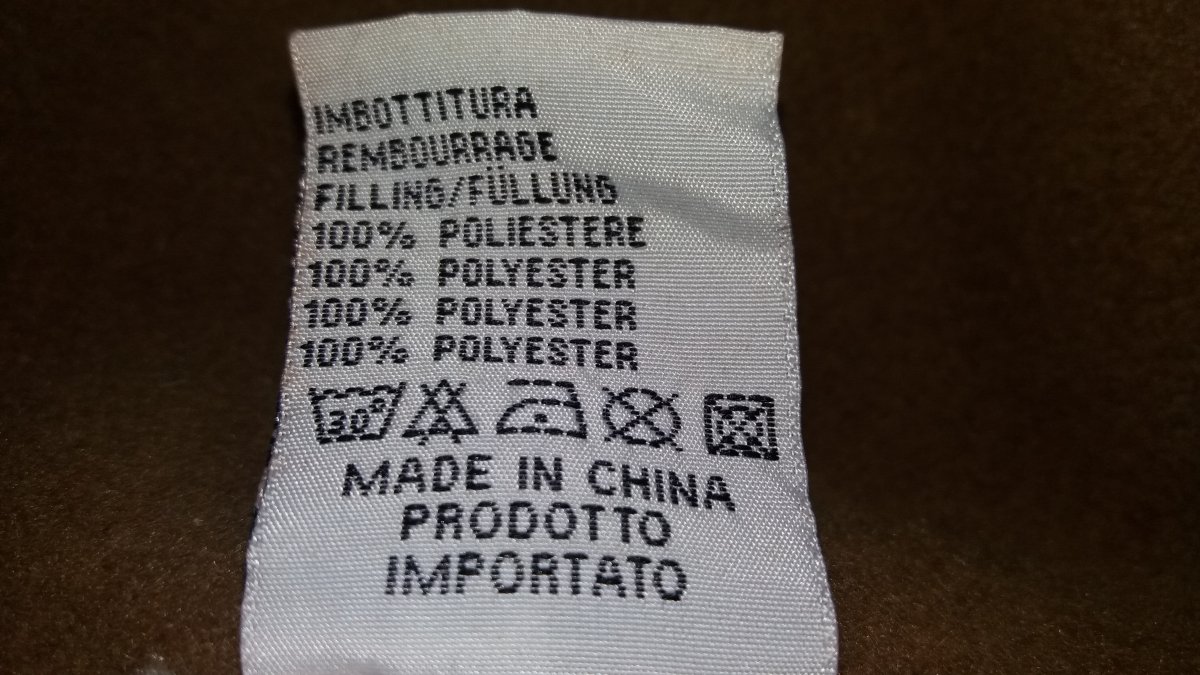 IMBOTTITURA
REMBOURRAGE
FILLING/FÜLLUNG
100% POLIESTERE
100% POLYESTER
100% POLYESTER
100% POLYESTER
30°
MADE IN CHINA
PRODOTTO
IMPORTATO